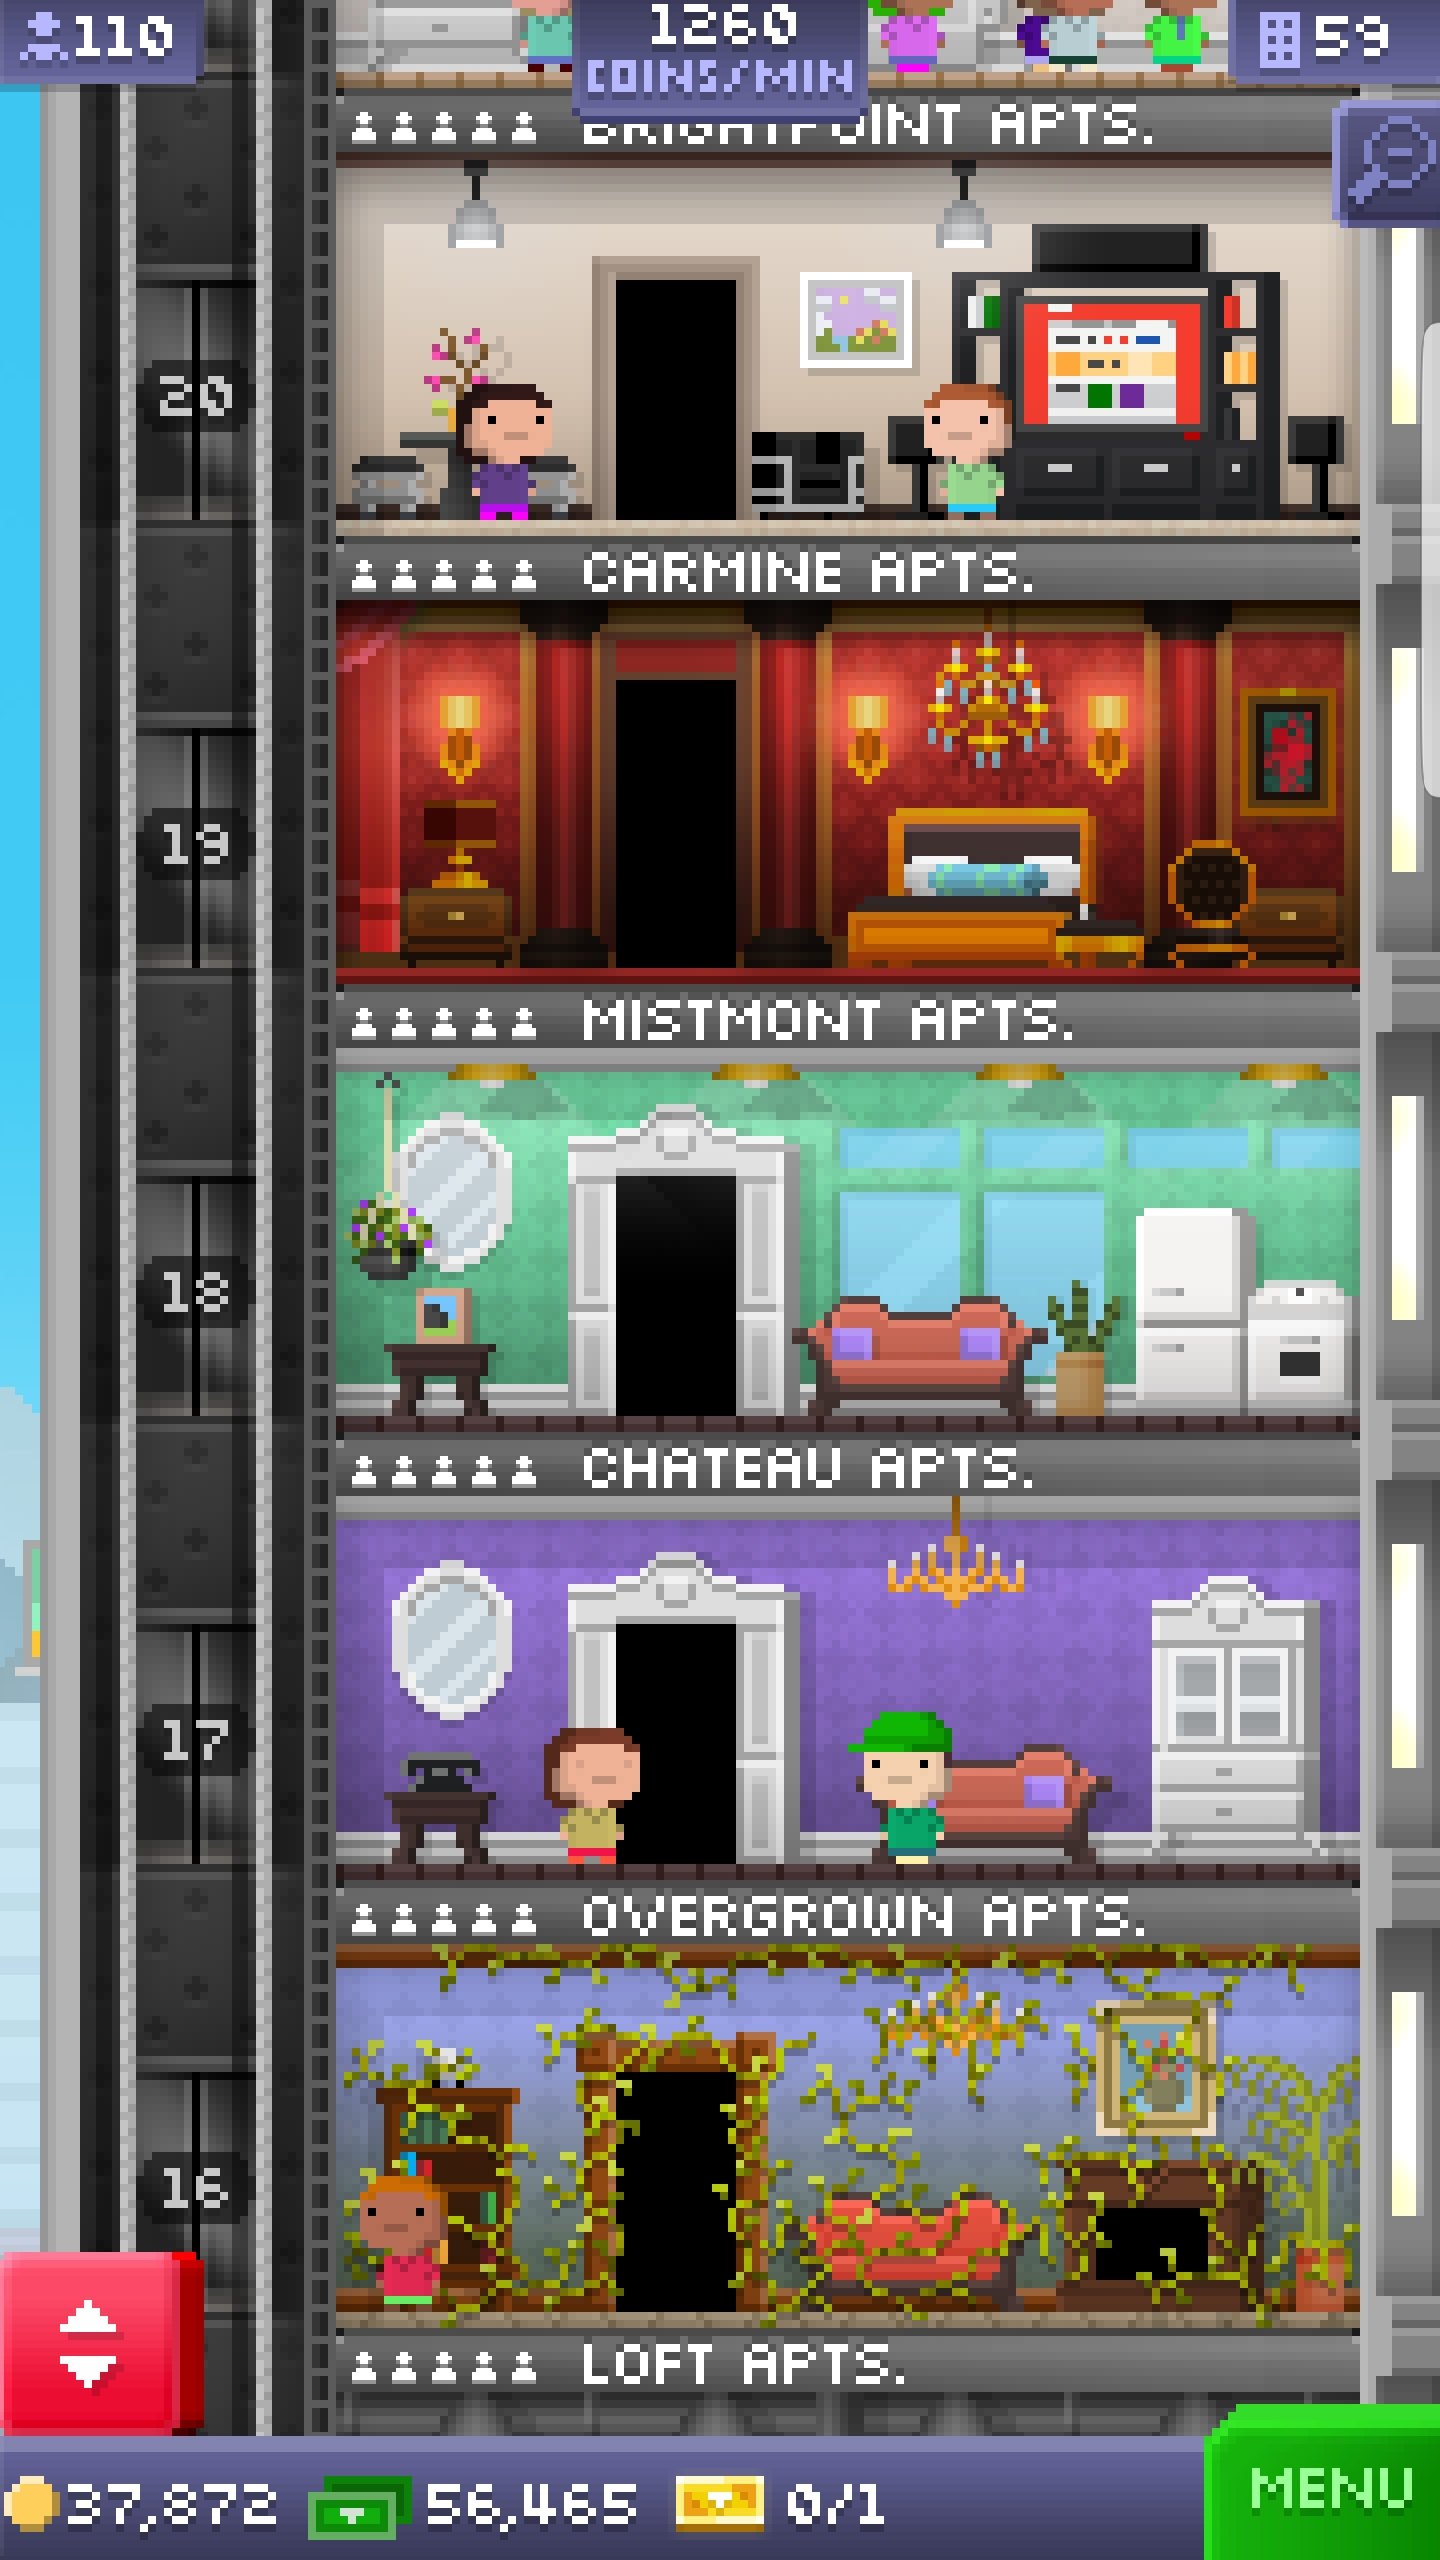 110
1260
COINS/MIN
59
BRIGHTPOINT APTS.
20
CARMINE APTS.
19
MISTMONT APTS.
18
CHATEAU APTS.
17
OVERGROWN APTS.
16
LOFT APTS.
37,872
56,465
0/1
MENU